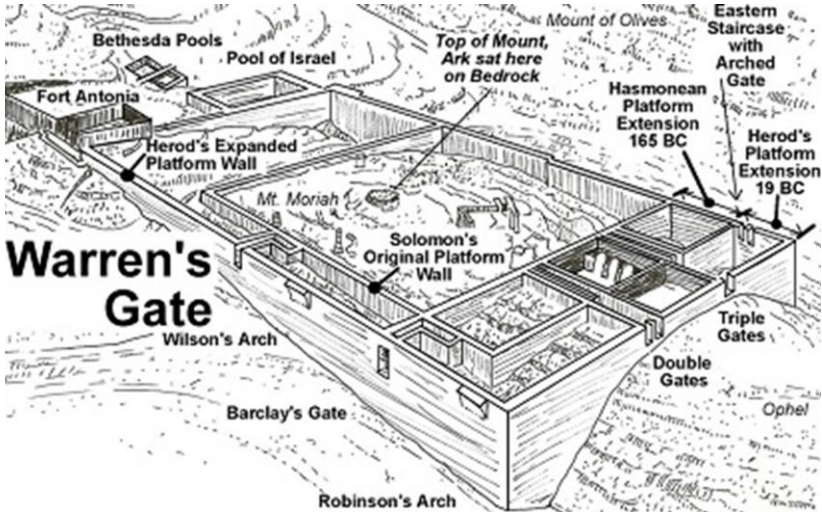 Mount of Olives
Eastern
Staircase
with
Arched
Gate
Bethesda Pools
Pool of Israel
Top of Mount,
Ark sat here
on Bedrock
Hasmonean
Platform
Extension
165 BC
Fort Antonia
Herod's
Platform
Extension
19 BC
Herod's Expanded
Platform Wall
Mt. Moriah
Solomon's
Original Platform
Wall
Warren's
Gate
Wilson's Arch
Triple
Gates
Double
Gates
Barclay's Gate
Ophel
Robinson's Arch